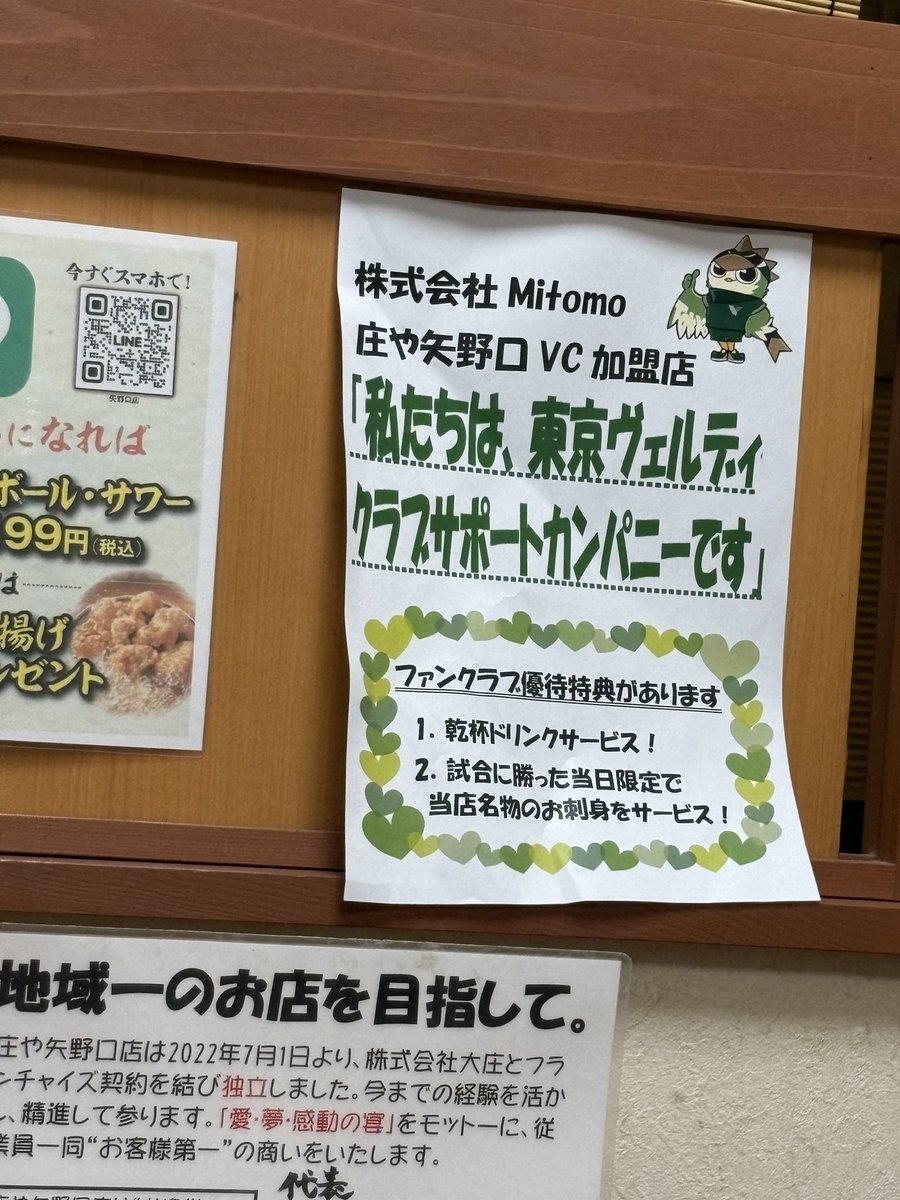 今すぐスマホで!
LINE
矢野口店
になれば
ボール・サワー
99円(税込)
は
揚げ
ゼント
株式会社 Mitomo
庄や矢野口 VC 加盟店
「私たちは、東京ヴェルディ
クラブサポートカンパニーです」
ファンクラブ優待特典があります
1. 乾杯ドリンクサービス！
2. 試合に勝った当日限定で
当店名物のお刺身をサービス！
地域一のお店を目指して。
庄や矢野口店は2022年7月1日より、株式会社大庄とフラ
ンチャイズ契約を結び独立しました。今までの経験を活か
し、精進して参ります。「愛・夢・感動の宴」をモットーに、従
業員一同“お客様第一”の商いをいたします。
代表